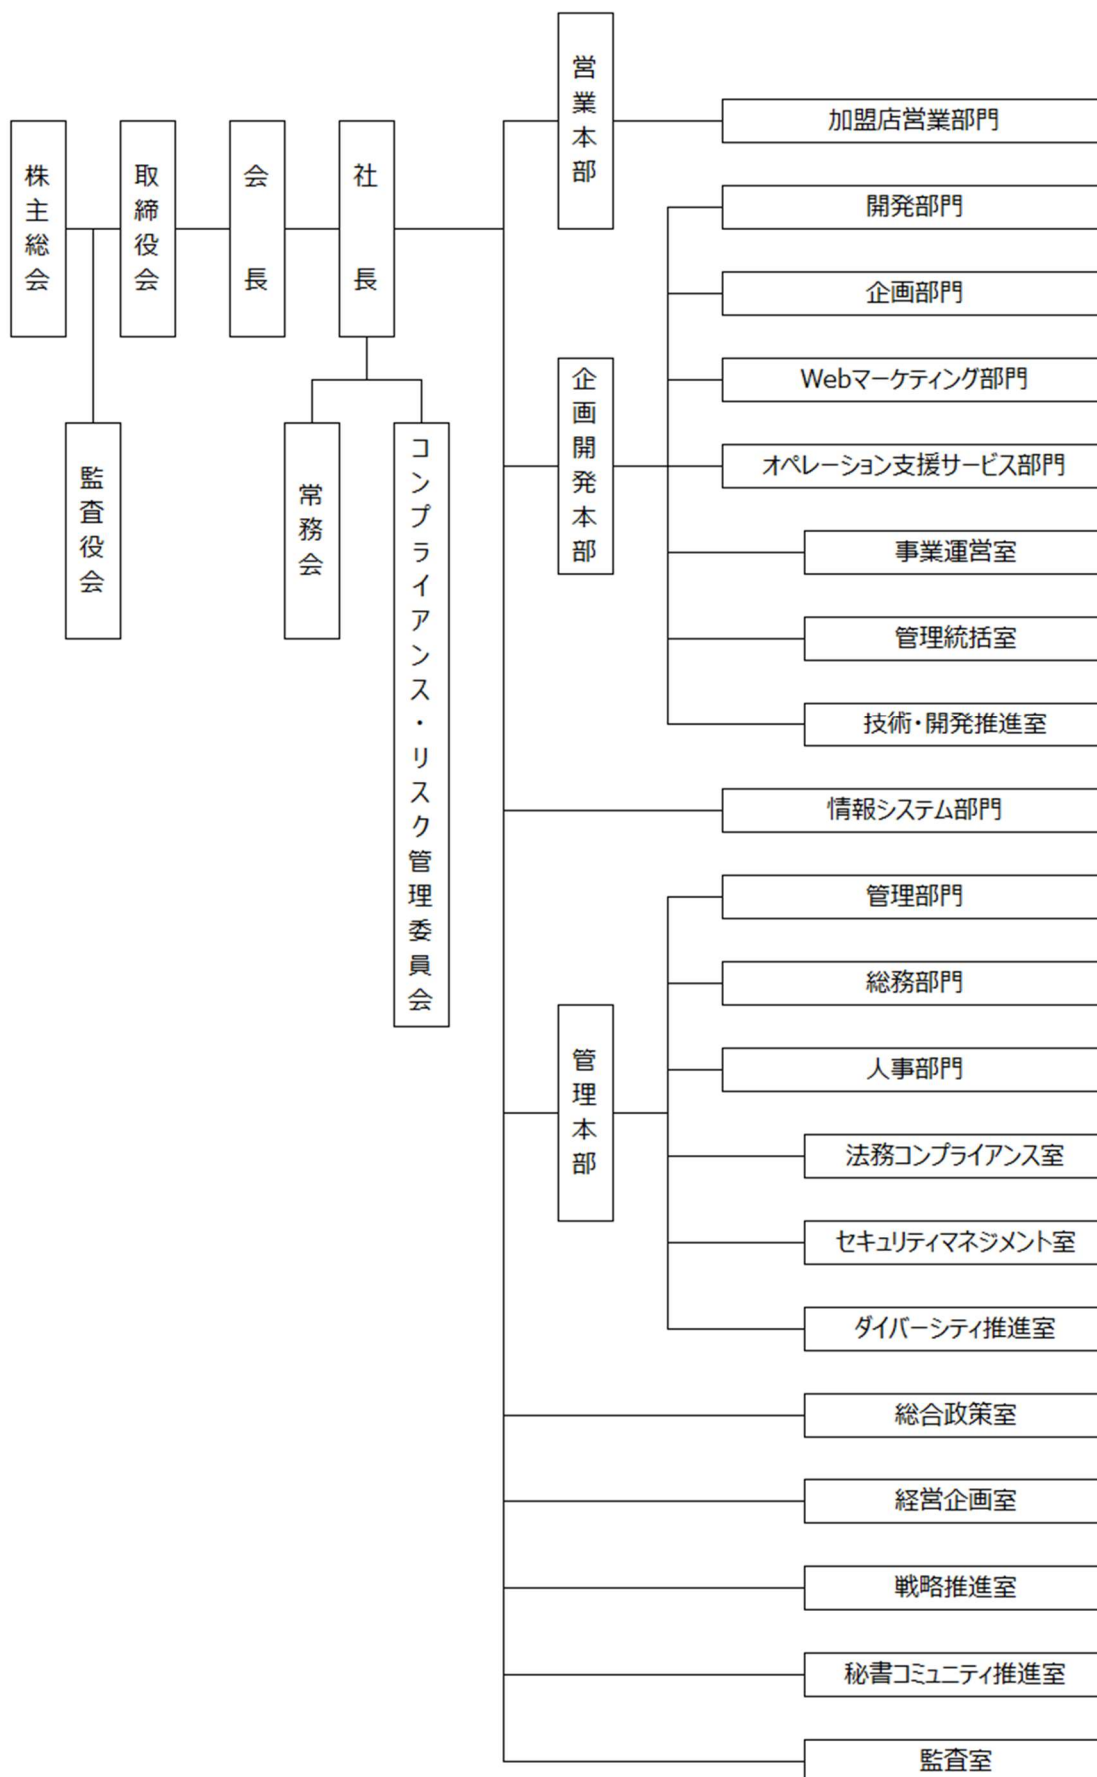 株主総会
取締役会
会長
社長
監査役会
常務会
コンプライアンス・リスク管理委員会
営業本部
加盟店営業部門
企画開発本部
開発部門
企画部門
Webマーケティング部門
オペレーション支援サービス部門
事業運営室
管理統括室
技術・開発推進室
情報システム部門
管理本部
管理部門
総務部門
人事部門
法務コンプライアンス室
セキュリティマネジメント室
ダイバーシティ推進室
総合政策室
経営企画室
戦略推進室
秘書コミュニティ推進室
監査室